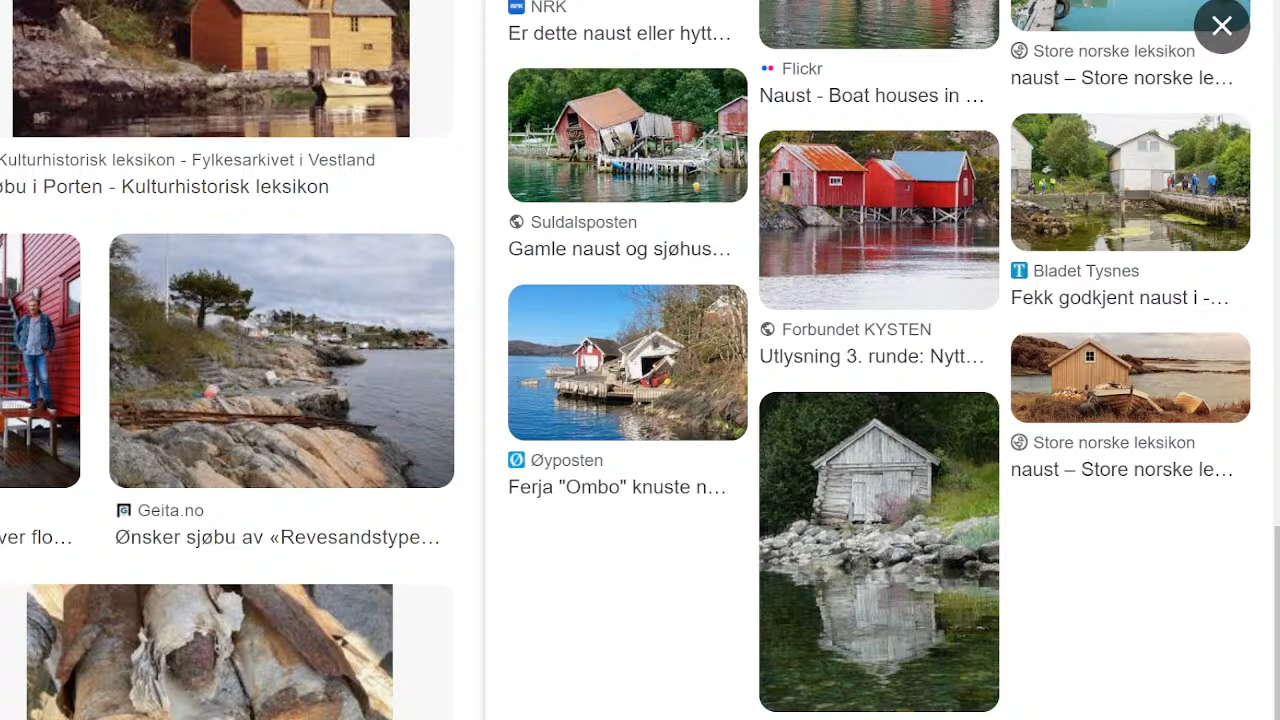 Kulturhistorisk leksikon - Fylkesarkivet i Vestland
øbu i Porten - kulturhistorisk leksikon
Geita.no
ver flo...
Ønsker sjøbu av «Revesandstype...
NRK
Er dette naust eller hytt...
Suldalsposten
Gamle naust og sjøhus...
Øyposten
Ferja "Ombo" knuste n...
Flickr
Naust - Boat houses in ...
Forbundet KYSTEN
Utlysning 3. runde: Nytt...
Store norske leksikon
naust – Store norske le...
T Bladet Tysnes
Fekk godkjent naust i -...
Store norske leksikon
naust – Store norske le...